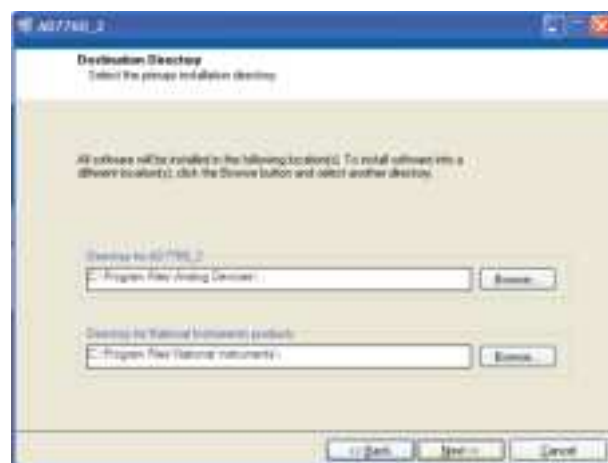 AD7760_2
Destination Directory
Select the primary installation directory.
All software will be installed in the following location(s). To install software into a
different location(s), click the Browse button and select another directory.
Directory for AD7760_2
C:\Program Files\Analog Devices\
Browse...
Directory for National Instruments products
C:\Program Files\National Instruments\
Browse...
<< Back
Next >>
Cancel